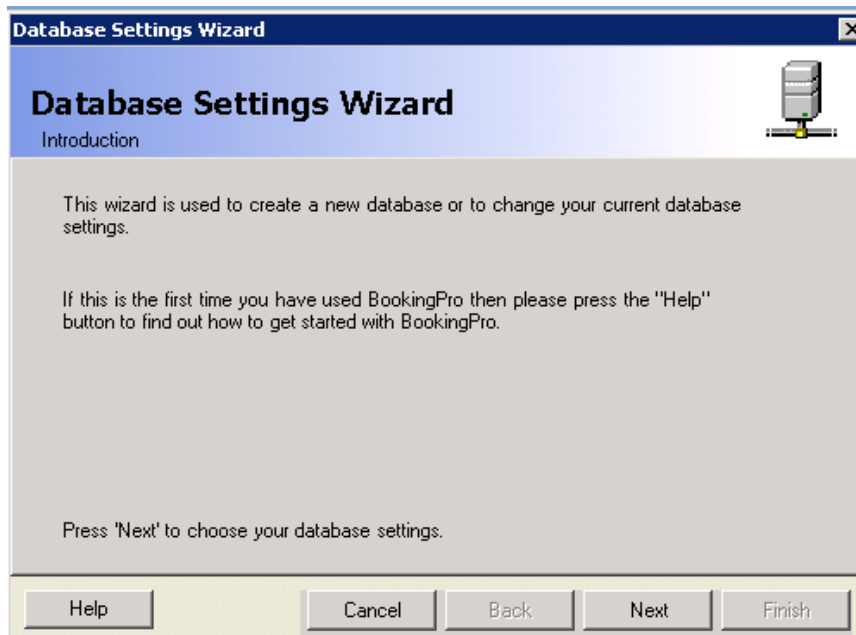 Database Settings Wizard
Database Settings Wizard
Introduction
This wizard is used to create a new database or to change your current database
settings.
If this is the first time you have used BookingPro then please press the "Help"
button to find out how to get started with BookingPro.
Press 'Next' to choose your database settings.
Help Cancel Back Next Finish